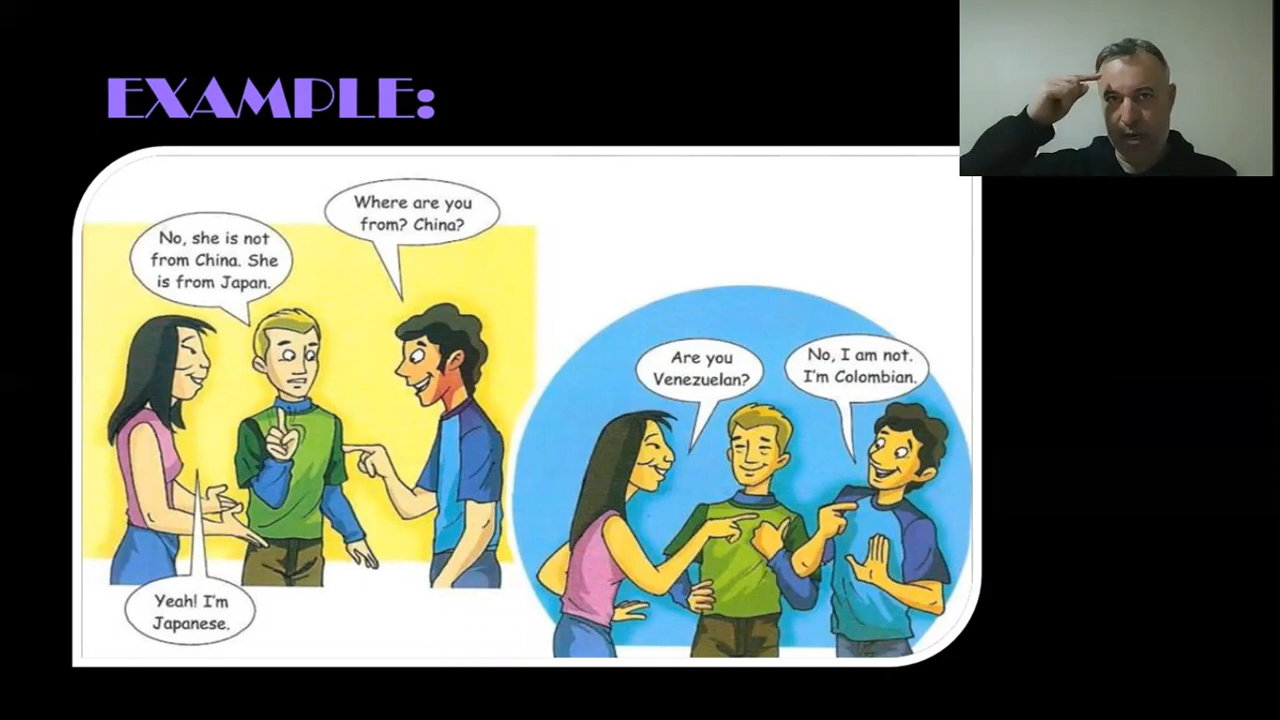 EXAMPLE:
Where are you
from? China?
No, she is not
from China. She
is from Japan.
Yeah! I'm
Japanese.
Are you
Venezuelan?
No, I am not.
I'm Colombian.